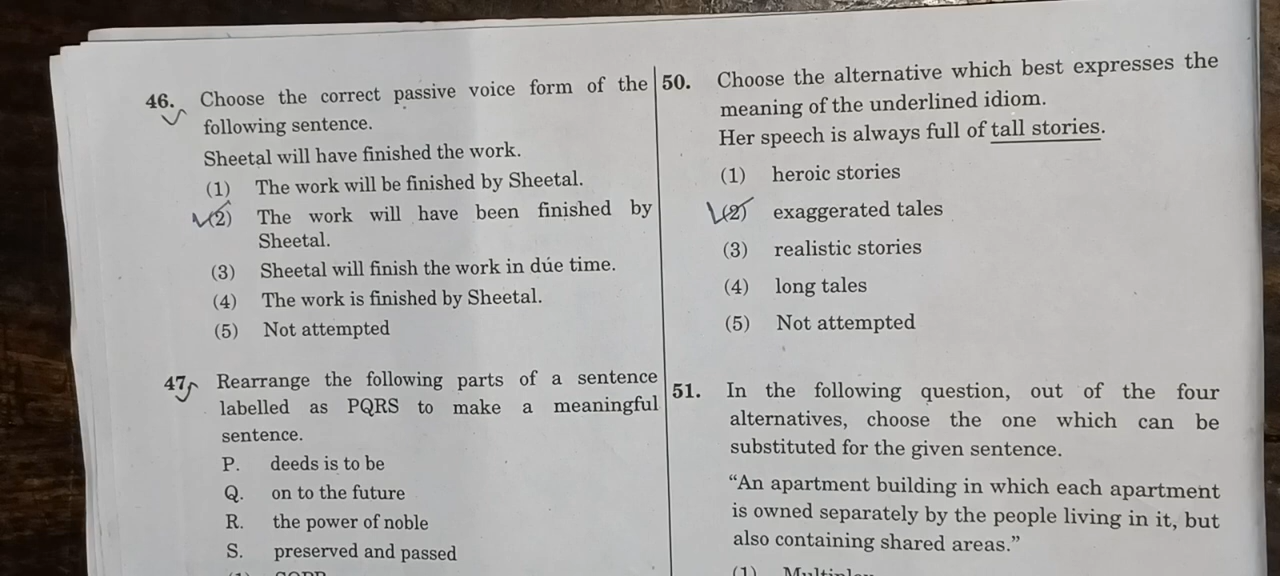 46. Choose the correct passive voice form of the
following sentence.
Sheetal will have finished the work.
(1) The work will be finished by Sheetal.
(2) The work will have been finished by
Sheetal.
(3) Sheetal will finish the work in due time.
(4) The work is finished by Sheetal.
(5) Not attempted
47. Rearrange the following parts of a sentence
labelled as PQRS to make a meaningful
sentence.
P. deeds is to be
Q. on to the future
R. the power of noble
S. preserved and passed
50. Choose the alternative which best expresses the
meaning of the underlined idiom.
Her speech is always full of tall stories.
(1) heroic stories
(2) exaggerated tales
(3) realistic stories
(4) long tales
(5) Not attempted
51. In the following question, out of the four
alternatives, choose the one which can be
substituted for the given sentence.
“An apartment building in which each apartment
is owned separately by the people living in it, but
also containing shared areas.”
(1) Multiplex